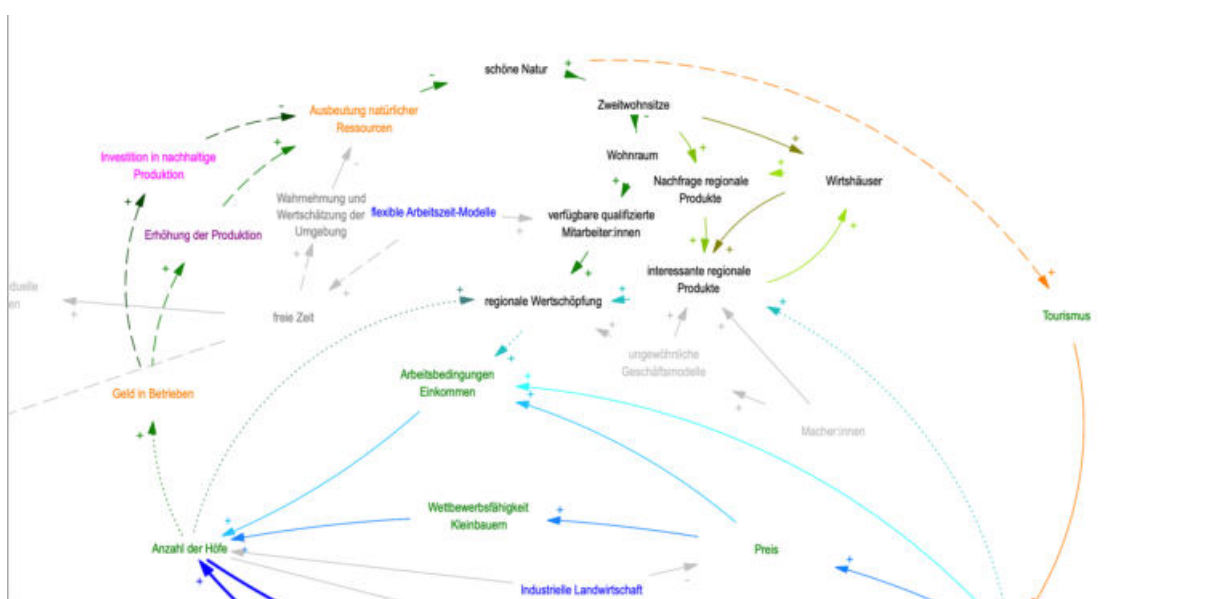 schöne Natur
Zweitwohnsitze
Ausbeutung natürlicher
Ressourcen
Wohnraum
Investition in nachhaltige
Produktion
Nachfrage regionale
Produkte
Wirtshäuser
Wahrnehmung und
Wertschätzung der
Umgebung
flexible Arbeitszeit-Modelle
verfügbare qualifizierte
Mitarbeiter:innen
Erhöhung der Produktion
interessante regionale
Produkte
duelle
en
regionale Wertschöpfung
freie Zeit
Tourismus
ungewöhnliche
Geschäftsmodelle
Arbeitsbedingungen
Einkommen
Geld in Betrieben
Macher:innen
Wettbewerbsfähigkeit
Kleinbauern
Anzahl der Höfe
Preis
Industrielle Landwirtschaft